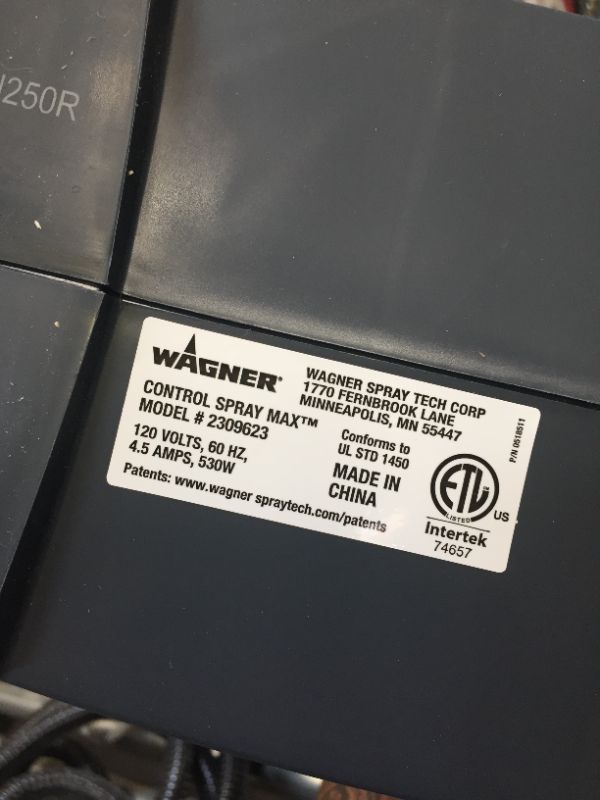 250R
WAGNER
CONTROL SPRAY MAX™
MODEL # 2309623
120 VOLTS, 60 HZ,
4.5 AMPS, 530W
Patents: www.wagner spraytech.com/patents
WAGNER SPRAY TECH CORP
1770 FERNBROOK LANE
MINNEAPOLIS, MN 55447
Conforms to
UL STD 1450
MADE IN
CHINA
ETL
LISTED
US
Intertek
74657
P/N 0518511